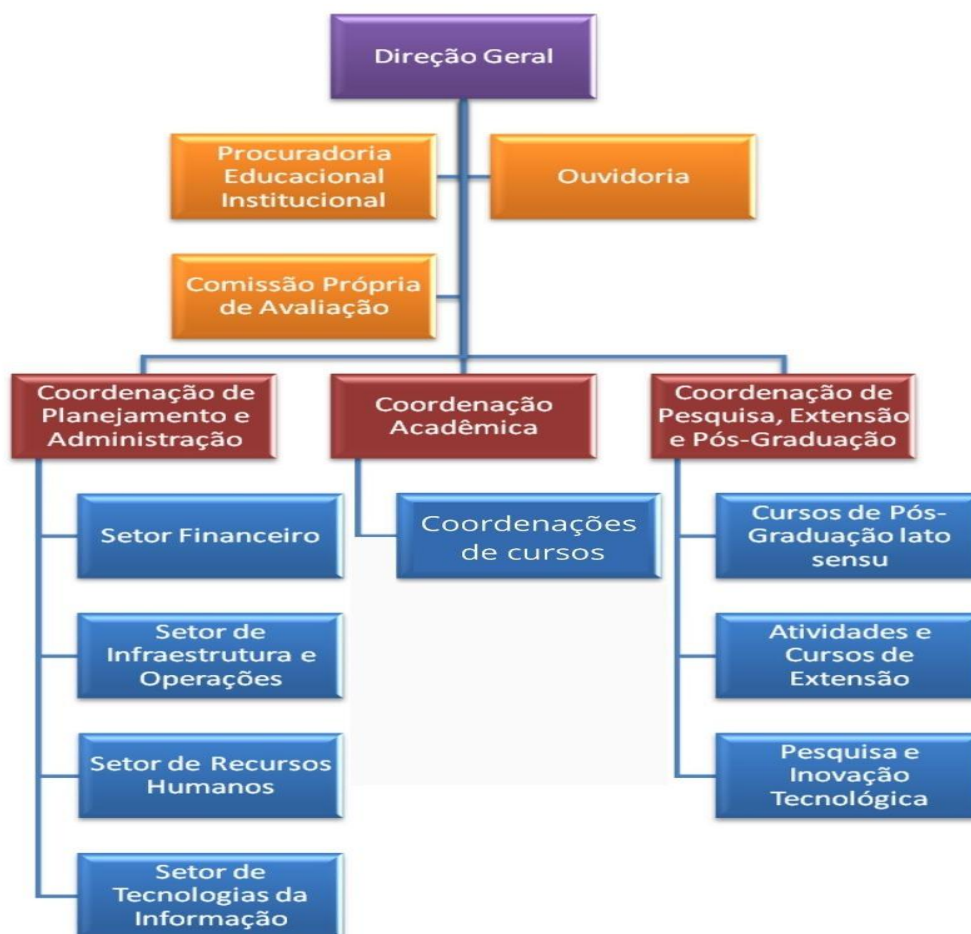 Direção Geral
Procuradoria
Educacional
Institucional
Ouvidoria
Comissão Própria
de Avaliação
Coordenação de
Planejamento e
Administração
Coordenação
Acadêmica
Coordenação de
Pesquisa, Extensão
e Pós-Graduação
Setor Financeiro
Coordenações
de cursos
Cursos de Pós-
Graduação lato
sensu
Setor de
Infraestrutura e
Operações
Atividades e
Cursos de
Extensão
Setor de Recursos
Humanos
Pesquisa e
Inovação
Tecnológica
Setor de
Tecnologias da
Informação